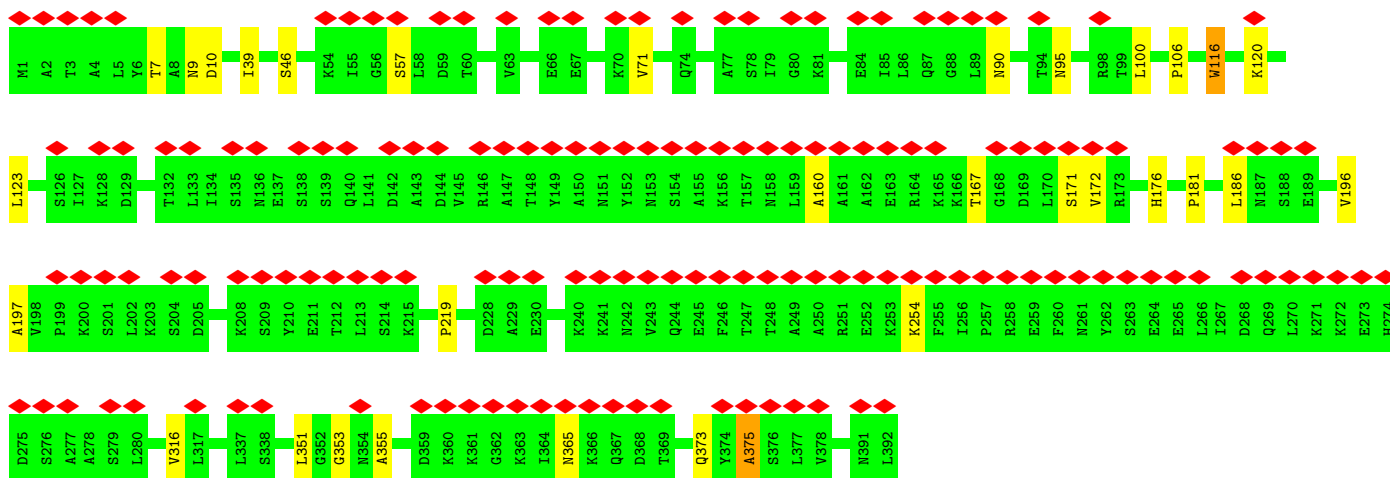 M1 A2 T3 A4 L5 Y6 T7 A8 N9 D10 I39 S46 K54 I55 G56 S57 L58 D59 T60 V63 E66 E67 K70 V71 Q74 A77 S78 I79 G80 K81 E84 I85 L86 Q87 G88 L89 N90 T94 N95 R98 T99 L100 P106 W116 K120
L123 S126 I127 K128 D129 T132 L133 I134 S135 N136 E137 S138 S139 Q140 L141 D142 A143 D144 V145 R146 A147 T148 Y149 A150 N151 Y152 N153 S154 A155 K156 T157 N158 L159 A160 A161 A162 E163 R164 K165 K166 T167 G168 D169 L170 S171 V172 R173 H176 P181 L186 N187 S188 E189 V196
A197 V198 P199 K200 S201 L202 K203 S204 D205 K208 S209 Y210 E211 T212 L213 S214 K215 P219 D228 A229 E230 K240 K241 N242 V243 Q244 E245 F246 T247 T248 A249 A250 R251 E252 K253 K254 F255 I256 P257 R258 E259 F260 N261 Y262 S263 E264 E265 L266 I267 D268 Q269 L270 K271 K272 E273 H274
D275 S276 A277 A278 S279 L280 V316 L317 L337 S338 L351 G352 G353 N354 A355 D359 K360 K361 G362 K363 I364 N365 K366 Q367 D368 T369 Q373 Y374 A375 S376 L377 V378 N391 L392